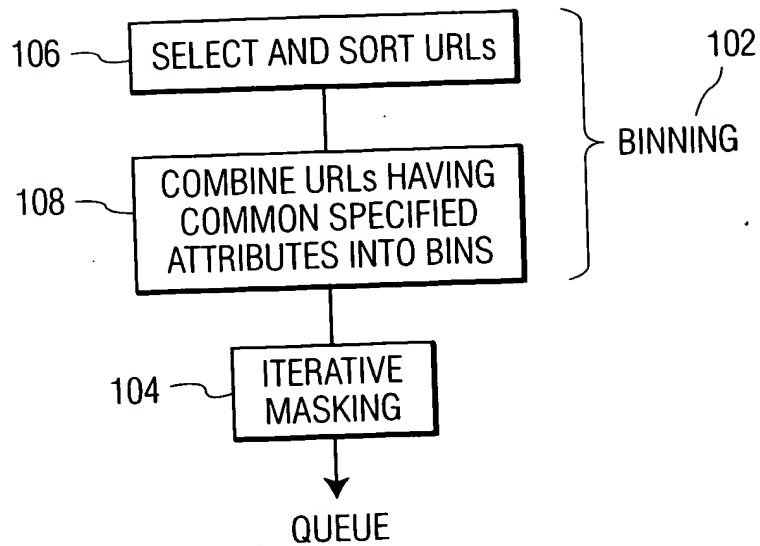 106
SELECT AND SORT URLs
102
BINNING
108
COMBINE URLs HAVING
COMMON SPECIFIED
ATTRIBUTES INTO BINS
104
ITERATIVE
MASKING
QUEUE